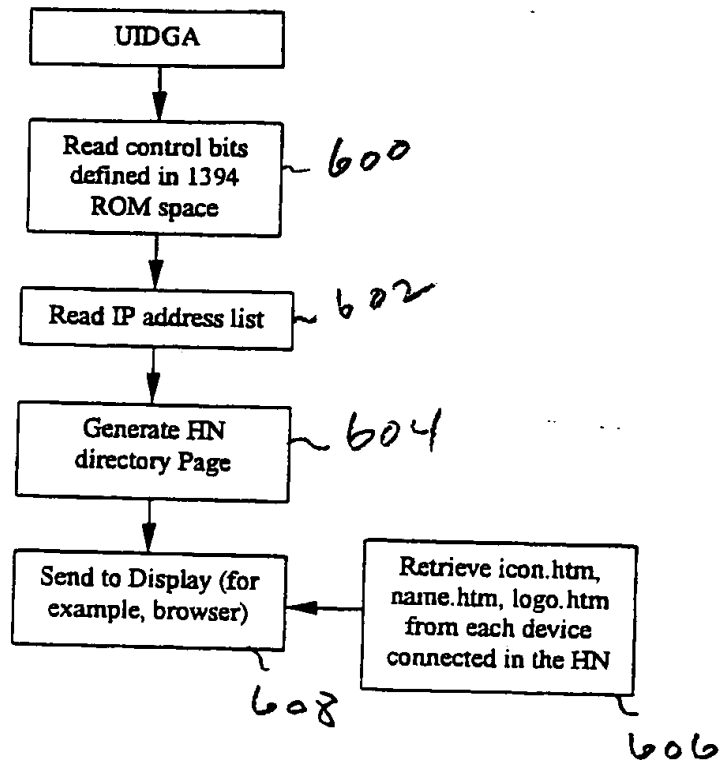 UIDGA
Read control bits
defined in 1394
ROM space
600
Read IP address list
602
Generate HN
directory Page
604
Send to Display (for
example, browser)
608
Retrieve icon.htm,
name.htm, logo.htm
from each device
connected in the HN
606